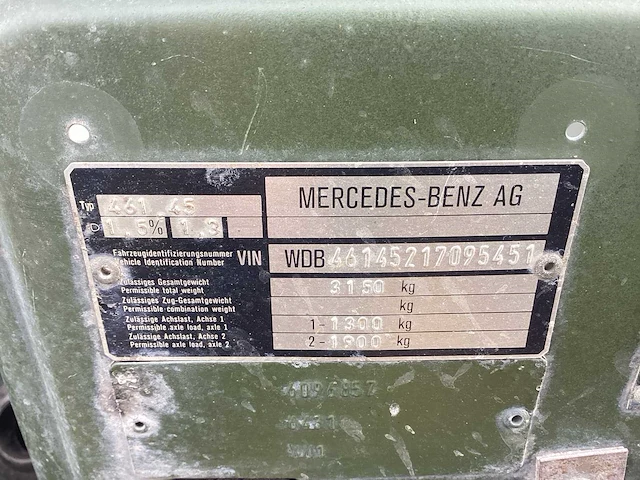 MERCEDES-BENZ AG
Typ 461.45
D 1,5% 1,3
Fahrzeugidentifizierungsnummer
Vehicle Identification Number VIN WDB 46145217095451
Zulässiges Gesamtgewicht
Permissible total weight 3150 kg
Zulässiges Zug-Gesamtgewicht
Permissible combination weight kg
Zulässige Achslast, Achse 1
Permissible axle load, axle 1 1-1300 kg
Zulässige Achslast, Achse 2
Permissible axle load, axle 2 2-1900 kg